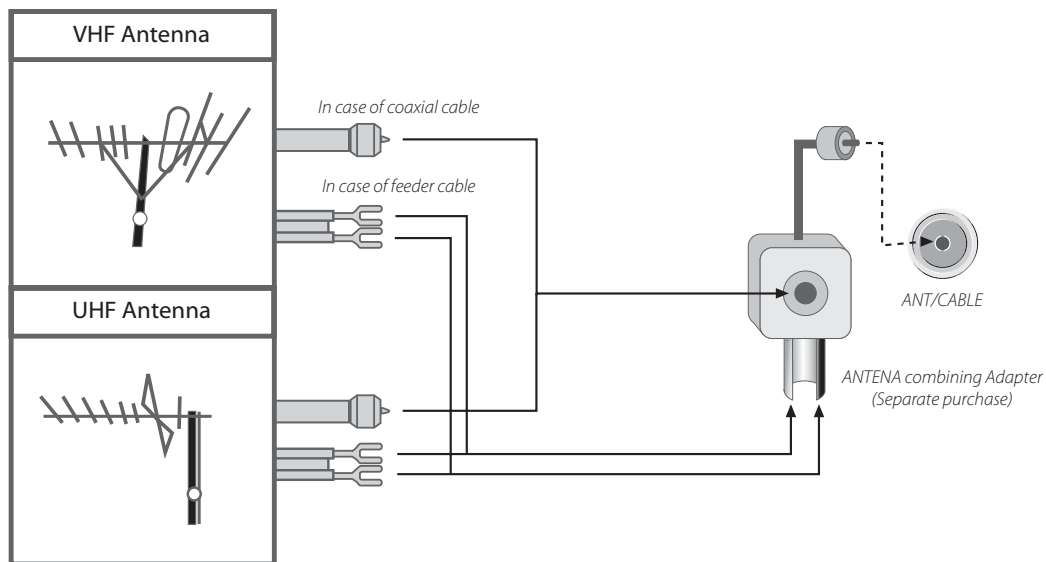 VHF Antenna
In case of coaxial cable
In case of feeder cable
UHF Antenna
ANT/CABLE
ANTENA combining Adapter
(Separate purchase)